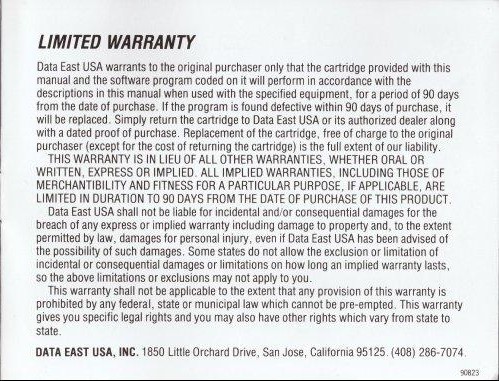 LIMITED WARRANTY
Data East USA warrants to the original purchaser only that the cartridge provided with this
manual and the software program coded on it will perform in accordance with the
descriptions in this manual when used with the specified equipment, for a period of 90 days
from the date of purchase. If the program is found defective within 90 days of purchase, it
will be replaced. Simply return the cartridge to Data East USA or its authorized dealer along
with a dated proof of purchase. Replacement of the cartridge, free of charge to the original
purchaser (except for the cost of returning the cartridge) is the full extent of our liability.
THIS WARRANTY IS IN LIEU OF ALL OTHER WARRANTIES, WHETHER ORAL OR
WRITTEN, EXPRESS OR IMPLIED. ALL IMPLIED WARRANTIES, INCLUDING THOSE OF
MERCHANTIBILITY AND FITNESS FOR A PARTICULAR PURPOSE, IF APPLICABLE, ARE
LIMITED IN DURATION TO 90 DAYS FROM THE DATE OF PURCHASE OF THIS PRODUCT.
Data East USA shall not be liable for incidental and/or consequential damages for the
breach of any express or implied warranty including damage to property and, to the extent
permitted by law, damages for personal injury, even if Data East USA has been advised of
the possibility of such damages. Some states do not allow the exclusion or limitation of
incidental or consequential damages or limitations on how long an implied warranty lasts,
so the above limitations or exclusions may not apply to you.
This warranty shall not be applicable to the extent that any provision of this warranty is
prohibited by any federal, state or municipal law which cannot be pre-empted. This warranty
gives you specific legal rights and you may also have other rights which vary from state to
state.
DATA EAST USA, INC. 1850 Little Orchard Drive, San Jose, California 95125. (408) 286-7074.
90823